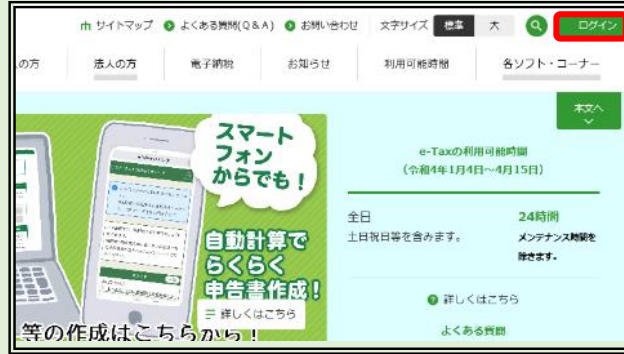 サイトマップ よくある質問(Q&A) お問い合わせ 文字サイズ 標準 大 ログイン
の方 法人の方 電子納税 お知らせ 利用可能時間 各ソフト・コーナー
本文へ
スマート
フォン
からでも！
自動計算で
らくらく
申告書作成！
詳しくはこちら
等の作成はこちらから！
e-Taxの利用可能時間
（令和4年1月4日～4月15日）
全日 24時間
土日祝日等を含みます。 メンテナンス時間を
除きます。
詳しくはこちら
よくある質問